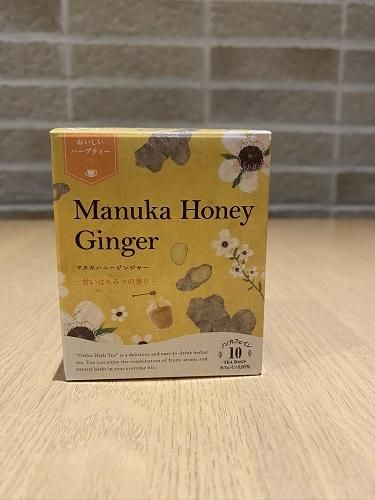 おいしい
ハーブティー
Manuka Honey
Ginger
マヌカハニージンジャー
~甘いはちみつの香り~
"Oishii Herb Tea" is a delicious and easy-to-drink herbal
tea. You can enjoy the combination of fruity aroma and
natural herbs in your everyday life.
ノンカフェイン
10
TEA BAGS
カフェイン0.00%